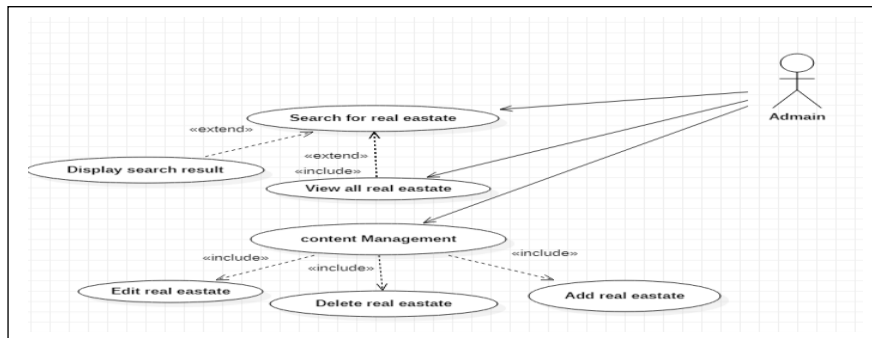 Search for real eastate
Admain
«extend»
«extend»
Display search result
«include»
View all real eastate
content Management
«include»
«include»
«include»
Edit real eastate
Delete real eastate
Add real eastate